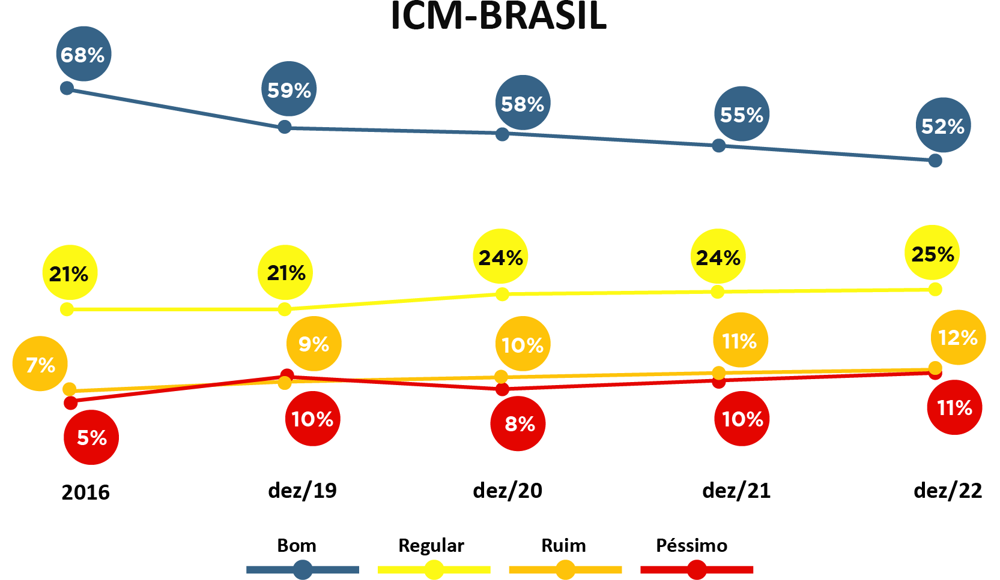 ICM-BRASIL
68%
59%
58%
55%
52%
21%
21%
24%
24%
25%
7%
9%
10%
11%
12%
5%
10%
8%
10%
11%
2016
dez/19
dez/20
dez/21
dez/22
Bom
Regular
Ruim
Péssimo